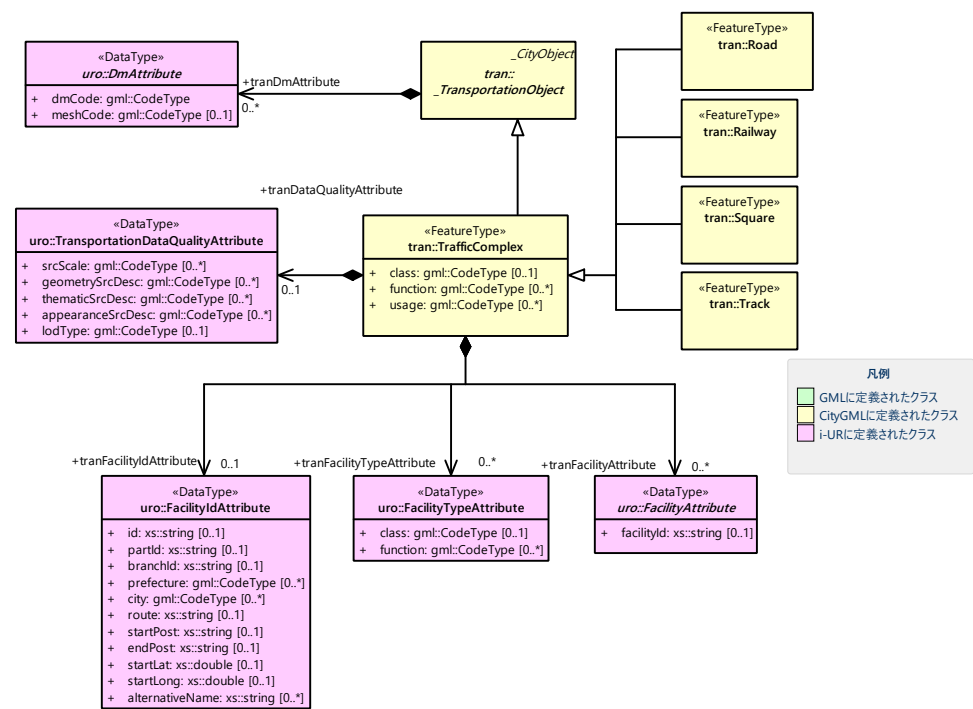 «DataType»
uro::DmAttribute
+ dmCode: gml::CodeType
+ meshCode: gml::CodeType [0..1]
+tranDmAttribute
0..*
_CityObject
tran::
_TransportationObject
«FeatureType»
tran::Road
«FeatureType»
tran::Railway
«FeatureType»
tran::Square
«FeatureType»
tran::Track
+tranDataQualityAttribute
0..1
«DataType»
uro::TransportationDataQualityAttribute
+ srcScale: gml::CodeType [0..*]
+ geometrySrcDesc: gml::CodeType [0..*]
+ thematicSrcDesc: gml::CodeType [0..*]
+ appearanceSrcDesc: gml::CodeType [0..*]
+ lodType: gml::CodeType [0..1]
«FeatureType»
tran::TrafficComplex
+ class: gml::CodeType [0..1]
+ function: gml::CodeType [0..*]
+ usage: gml::CodeType [0..*]
凡例
GMLに定義されたクラス
CityGMLに定義されたクラス
i-URに定義されたクラス
+tranFacilityIdAttribute
0..1
+tranFacilityTypeAttribute
0..*
+tranFacilityAttribute
0..*
«DataType»
uro::FacilityIdAttribute
+ id: xs::string [0..1]
+ partId: xs::string [0..1]
+ branchId: xs::string [0..1]
+ prefecture: gml::CodeType [0..*]
+ city: gml::CodeType [0..*]
+ route: xs::string [0..1]
+ startPost: xs::string [0..1]
+ endPost: xs::string [0..1]
+ startLat: xs::double [0..1]
+ startLong: xs::double [0..1]
+ alternativeName: xs::string [0..*]
«DataType»
uro::FacilityTypeAttribute
+ class: gml::CodeType [0..1]
+ function: gml::CodeType [0..*]
«DataType»
uro::FacilityAttribute
+ facilityId: xs::string [0..1]